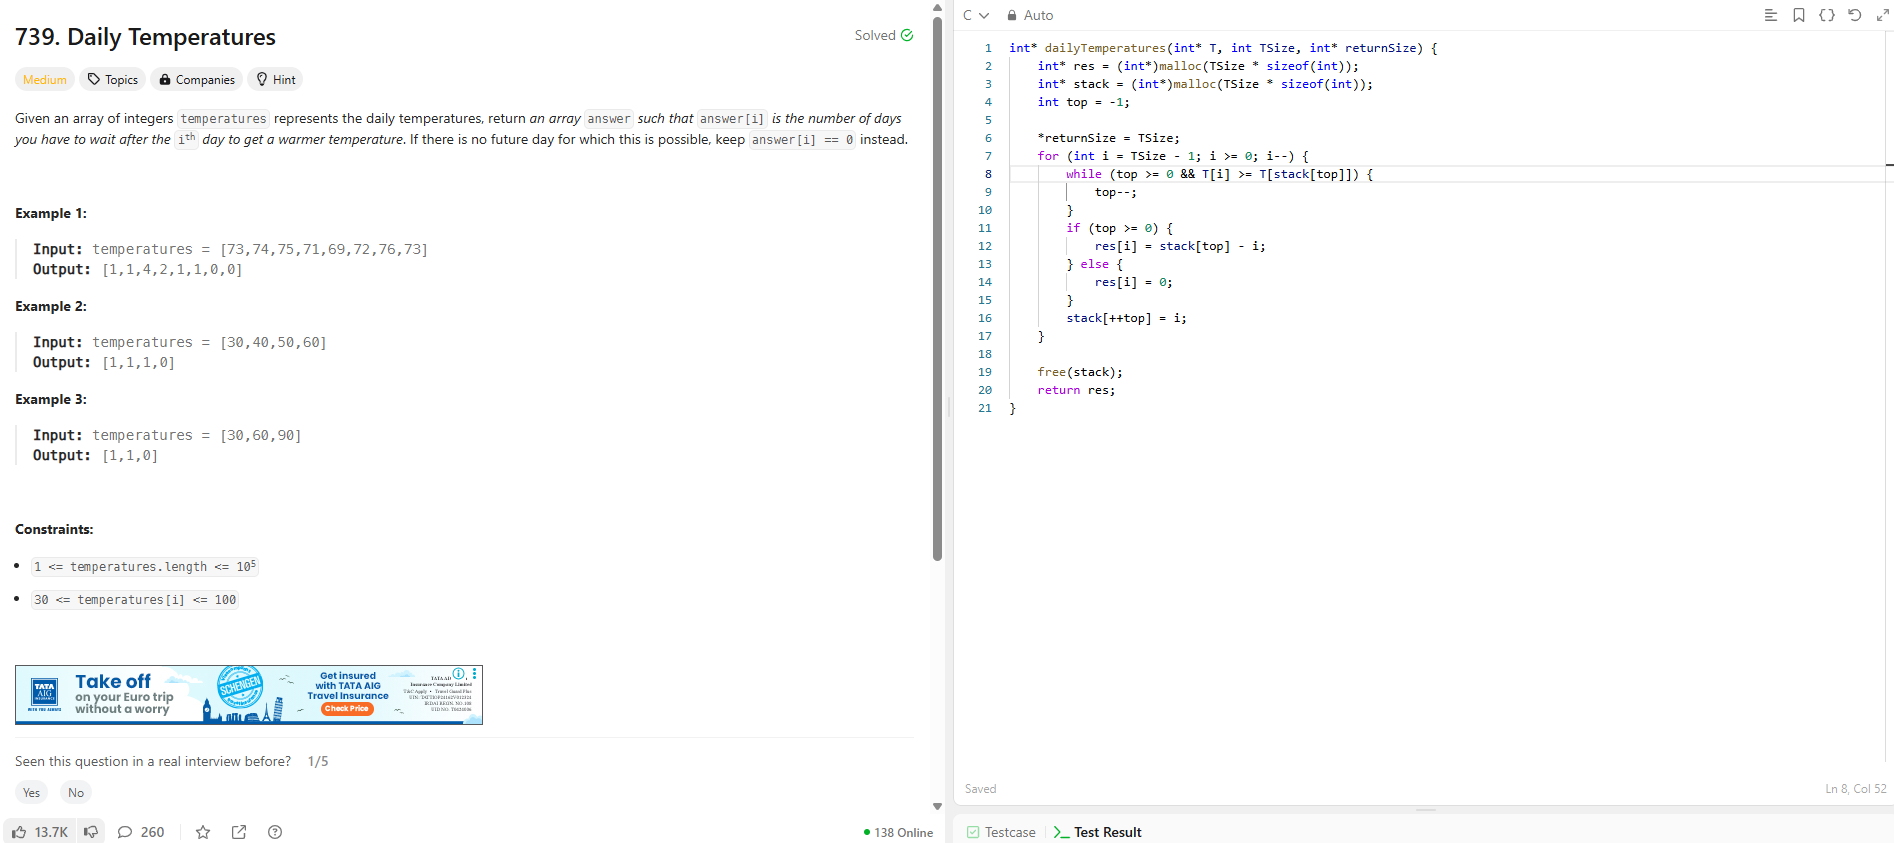 739. Daily Temperatures
Solved
Medium
Topics
Companies
Hint
Given an array of integers temperatures represents the daily temperatures, return an array answer such that answer[i] is the number of days
you have to wait after the ith day to get a warmer temperature. If there is no future day for which this is possible, keep answer[i] == 0 instead.
Example 1:
Input: temperatures = [73,74,75,71,69,72,76,73]
Output: [1,1,4,2,1,1,0,0]
Example 2:
Input: temperatures = [30,40,50,60]
Output: [1,1,1,0]
Example 3:
Input: temperatures = [30,60,90]
Output: [1,1,0]
Constraints:
• 1 <= temperatures.length <= 10⁵
• 30 <= temperatures[i] <= 100
TATA
AIG
INSURANCE
WITH YOU ALWAYS
Take off
on your Euro trip
without a worry
SCHENGEN
Get insured
with TATA AIG
Travel Insurance
Check Price
Insurance Company Limited
Seen this question in a real interview before? 1/5
Yes
No
13.7K
260
138 Online
C
Auto
1 int* dailyTemperatures(int* T, int TSize, int* returnSize) {
2 int* res = (int*)malloc(TSize * sizeof(int));
3 int* stack = (int*)malloc(TSize * sizeof(int));
4 int top = -1;
5
6 *returnSize = TSize;
7 for (int i = TSize - 1; i >= 0; i--) {
8 while (top >= 0 && T[i] >= T[stack[top]]) {
9 top--;
10 }
11 if (top >= 0) {
12 res[i] = stack[top] - i;
13 } else {
14 res[i] = 0;
15 }
16 stack[++top] = i;
17 }
18
19 free(stack);
20 return res;
21 }
Saved
Ln 8, Col 52
Testcase
Test Result